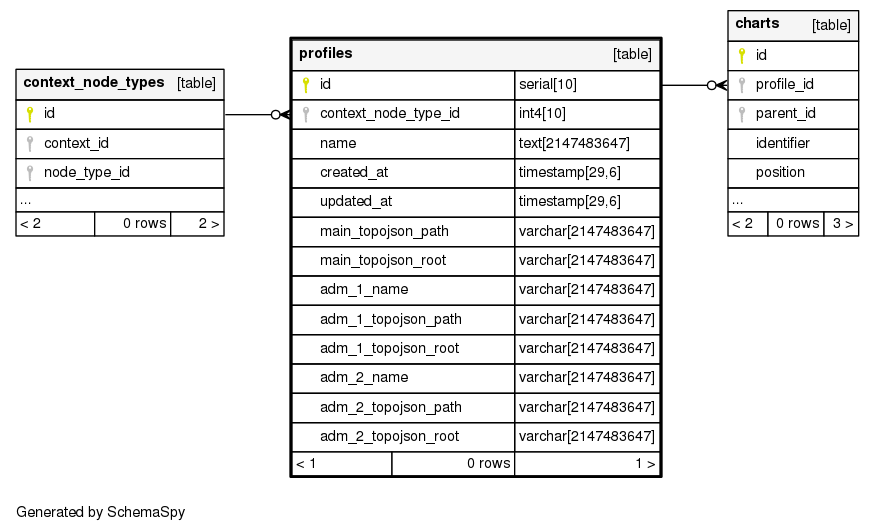 context_node_types [table]
id
context_id
node_type_id
...
< 2 0 rows 2 >
profiles [table]
id serial[10]
context_node_type_id int4[10]
name text[2147483647]
created_at timestamp[29,6]
updated_at timestamp[29,6]
main_topojson_path varchar[2147483647]
main_topojson_root varchar[2147483647]
adm_1_name varchar[2147483647]
adm_1_topojson_path varchar[2147483647]
adm_1_topojson_root varchar[2147483647]
adm_2_name varchar[2147483647]
adm_2_topojson_path varchar[2147483647]
adm_2_topojson_root varchar[2147483647]
< 1 0 rows 1 >
charts [table]
id
profile_id
parent_id
identifier
position
...
< 2 0 rows 3 >
Generated by SchemaSpy